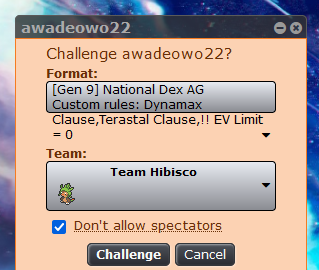 awadeowo22
Challenge awadeowo22?
Format:
[Gen 9] National Dex AG
Custom rules: Dynamax
Clause,Terastal Clause,!! EV Limit
= 0
Team:
Team Hibisco
Don't allow spectators
Challenge Cancel